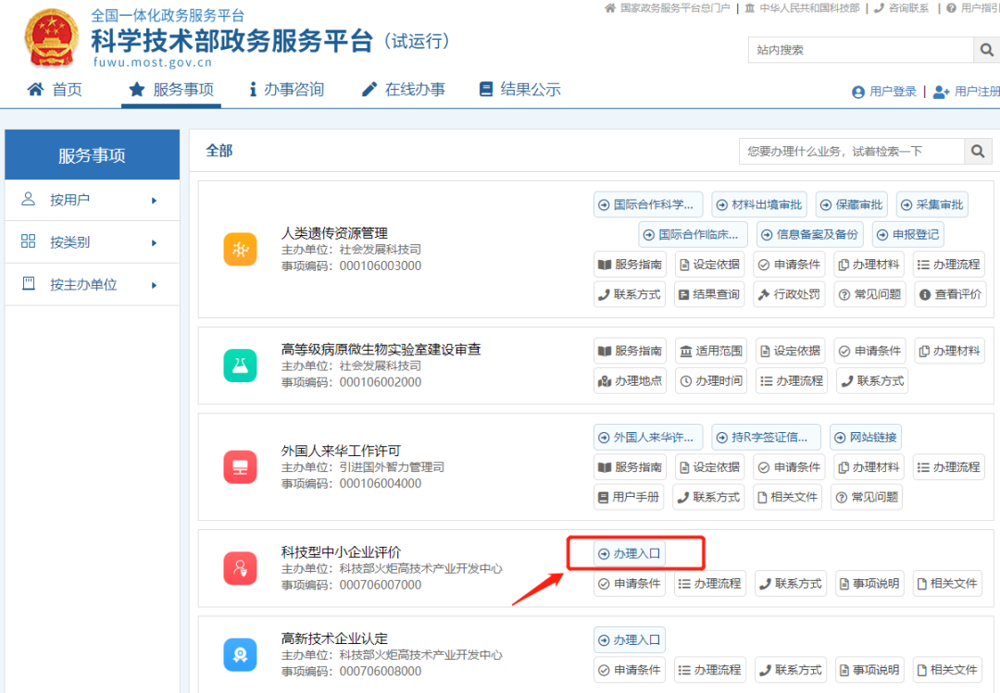 国家政务服务平台总门户 | 中华人民共和国科技部 | 咨询联系 | 用户指引
全国一体化政务服务平台
科学技术部政务服务平台（试运行）
fuwu.most.gov.cn
站内搜索
首页 服务事项 办事咨询 在线办事 结果公示
用户登录 | 用户注册
服务事项
按用户
按类别
按主办单位
全部
您要办理什么业务，试着检索一下
人类遗传资源管理
主办单位：社会发展科技司
事项编码：000106003000
国际合作科学... 材料出境审批 保藏审批 采集审批
国际合作临床... 信息备案及备份 申报登记
服务指南 设定依据 申请条件 办理材料 办理流程
联系方式 结果查询 行政处罚 常见问题 查看评价
高等级病原微生物实验室建设审查
主办单位：社会发展科技司
事项编码：000106002000
服务指南 适用范围 设定依据 申请条件 办理材料
办理地点 办理时间 办理流程 联系方式
外国人来华工作许可
主办单位：引进国外智力管理司
事项编码：000106004000
外国人来华许... 持R字签证信... 网站链接
服务指南 设定依据 申请条件 办理材料 办理流程
用户手册 联系方式 相关文件 常见问题
科技型中小企业评价
主办单位：科技部火炬高技术产业开发中心
事项编码：000706007000
办理入口
申请条件 办理流程 联系方式 事项说明 相关文件
高新技术企业认定
主办单位：科技部火炬高技术产业开发中心
事项编码：000706008000
办理入口
申请条件 办理流程 联系方式 事项说明 相关文件